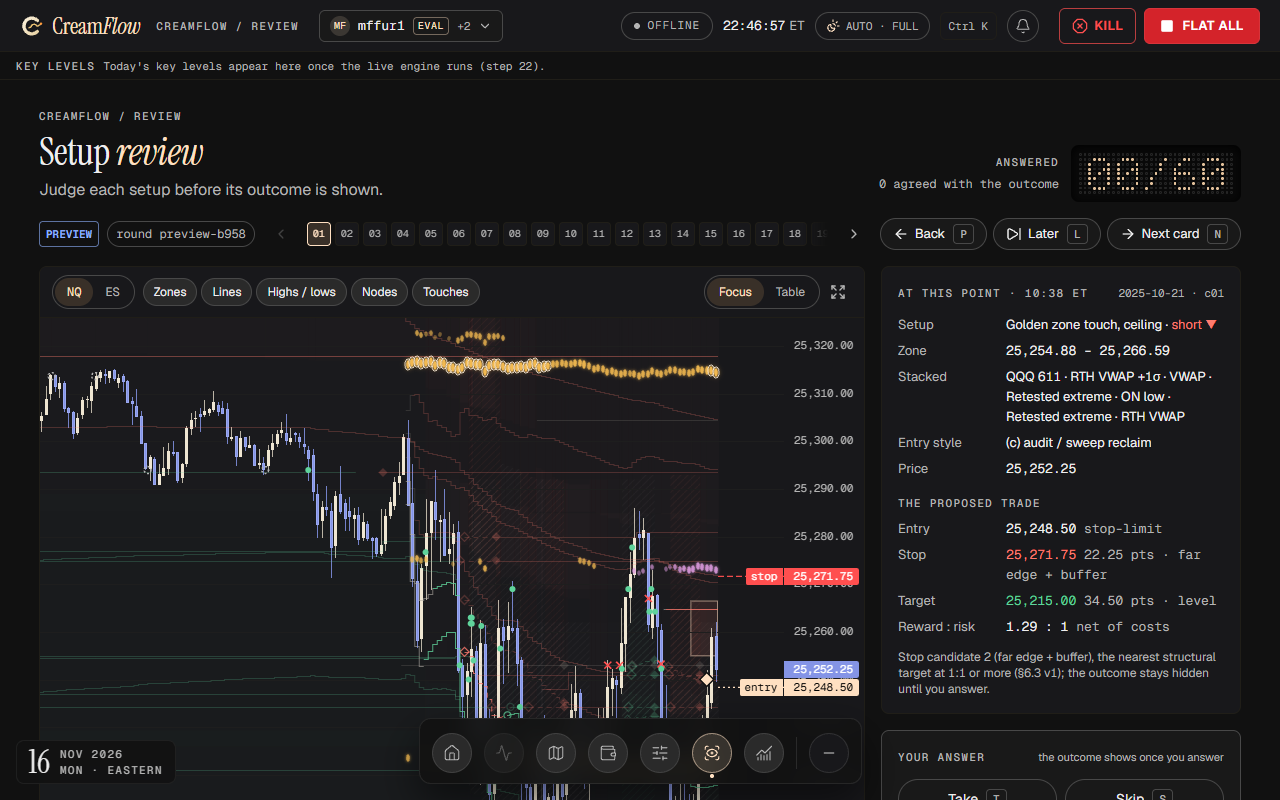 CreamFlow
CREAMFLOW / REVIEW
MF mffur1 EVAL +2
OFFLINE
22:46:57 ET
AUTO · FULL
Ctrl K
KILL
FLAT ALL
KEY LEVELS Today's key levels appear here once the live engine runs (step 22).
CREAMFLOW / REVIEW
Setup review
Judge each setup before its outcome is shown.
ANSWERED
0 agreed with the outcome
00/60
PREVIEW
round preview-b958
01 02 03 04 05 06 07 08 09 10 11 12 13 14 15 16 17 18
Back P
Later L
Next card N
NQ ES
Zones
Lines
Highs / lows
Nodes
Touches
Focus Table
25,320.00
25,310.00
25,300.00
25,290.00
25,280.00
stop 25,271.75
25,260.00
25,252.25
entry 25,248.50
AT THIS POINT · 10:38 ET
2025-10-21 · c01
Setup Golden zone touch, ceiling · short ▼
Zone 25,254.88 – 25,266.59
Stacked QQQ 611 · RTH VWAP +1σ · VWAP ·
Retested extreme · ON low ·
Retested extreme · RTH VWAP
Entry style (c) audit / sweep reclaim
Price 25,252.25
THE PROPOSED TRADE
Entry 25,248.50 stop-limit
Stop 25,271.75 22.25 pts · far
edge + buffer
Target 25,215.00 34.50 pts · level
Reward : risk 1.29 : 1 net of costs
Stop candidate 2 (far edge + buffer), the nearest structural
target at 1:1 or more (§6.3 v1); the outcome stays hidden
until you answer.
YOUR ANSWER
the outcome shows once you answer
Take T
Skip S
16 NOV 2026
MON · EASTERN